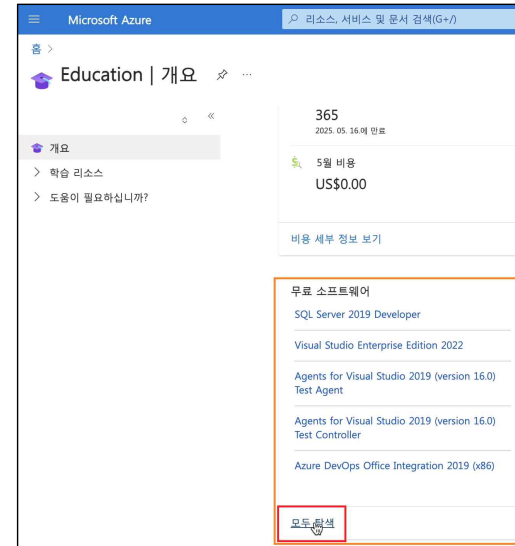 Microsoft Azure
리소스, 서비스 및 문서 검색(G+/)
홈 >
Education | 개요
개요
학습 리소스
도움이 필요하십니까?
365
2025. 05. 16.에 만료
5월 비용
US$0.00
비용 세부 정보 보기
무료 소프트웨어
SQL Server 2019 Developer
Visual Studio Enterprise Edition 2022
Agents for Visual Studio 2019 (version 16.0)
Test Agent
Agents for Visual Studio 2019 (version 16.0)
Test Controller
Azure DevOps Office Integration 2019 (x86)
모두 탐색